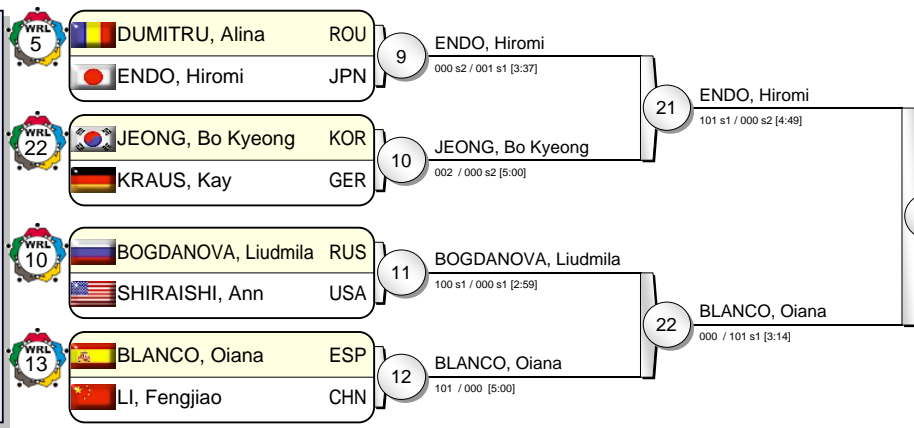 WRL
5
DUMITRU, Alina ROU
ENDO, Hiromi JPN
9
ENDO, Hiromi
000 s2 / 001 s1 [3:37]
WRL
22
JEONG, Bo Kyeong KOR
KRAUS, Kay GER
10
JEONG, Bo Kyeong
002 / 000 s2 [5:00]
21
ENDO, Hiromi
101 s1 / 000 s2 [4:49]
WRL
10
BOGDANOVA, Liudmila RUS
SHIRAISHI, Ann USA
11
BOGDANOVA, Liudmila
100 s1 / 000 s1 [2:59]
WRL
13
BLANCO, Oiana ESP
LI, Fengjiao CHN
12
BLANCO, Oiana
101 / 000 [5:00]
22
BLANCO, Oiana
000 / 101 s1 [3:14]